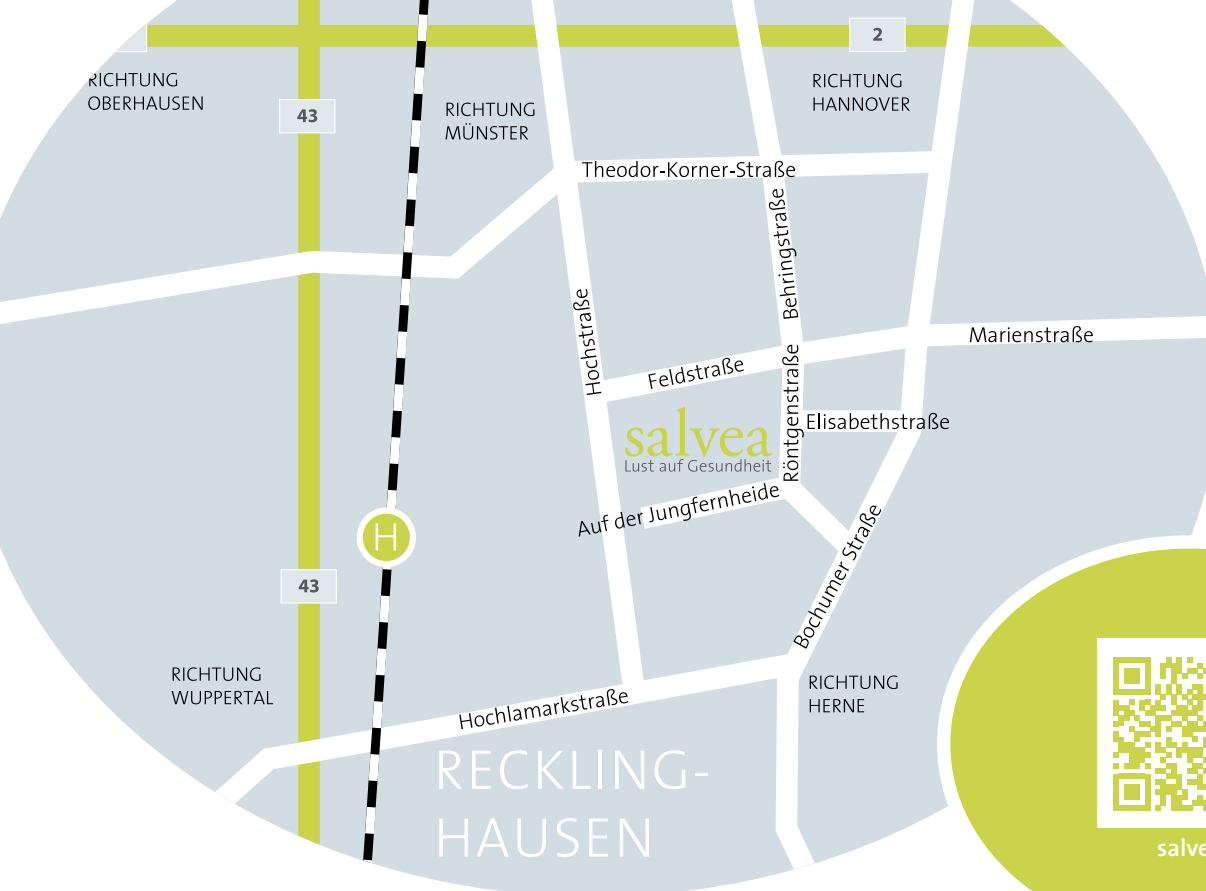 2
RICHTUNG
OBERHAUSEN
43
RICHTUNG
MÜNSTER
RICHTUNG
HANNOVER
Theodor-Korner-Straße
Behringstraße
Hochstraße
Feldstraße
Marienstraße
Röntgenstraße
Elisabethstraße
salvea
Lust auf Gesundheit
Auf der Jungfernheide
H
43
Bochumer Straße
RICHTUNG
WUPPERTAL
Hochlamarkstraße
RICHTUNG
HERNE
RECKLING-
HAUSEN
salve